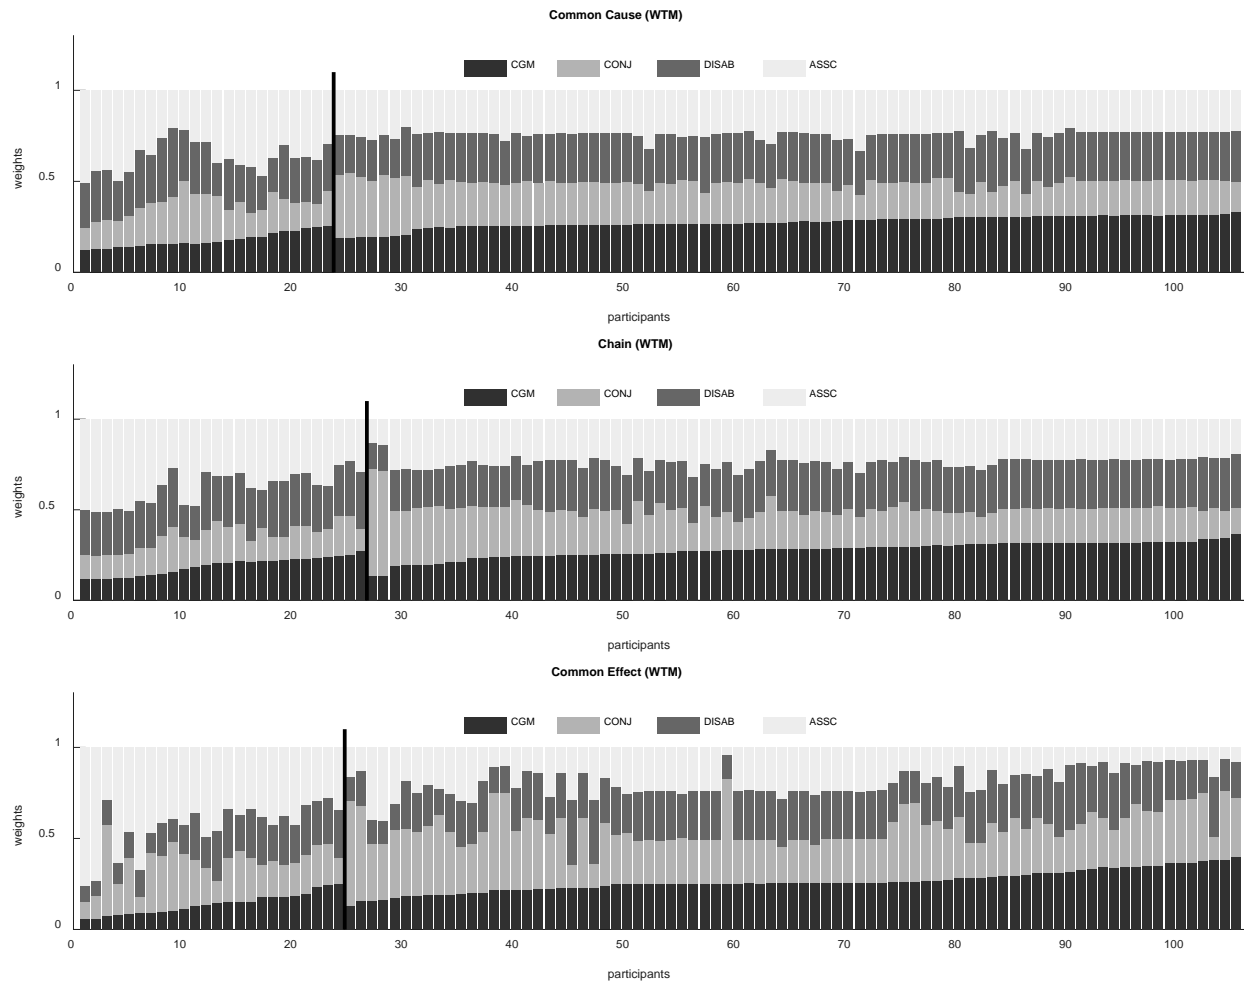 Common Cause (WTM)
CGM CONJ DISAB ASSC
weights
1
0.5
0
0 10 20 30 40 50 60 70 80 90 100
participants
Chain (WTM)
CGM CONJ DISAB ASSC
weights
1
0.5
0
0 10 20 30 40 50 60 70 80 90 100
participants
Common Effect (WTM)
CGM CONJ DISAB ASSC
weights
1
0.5
0
0 10 20 30 40 50 60 70 80 90 100
participants